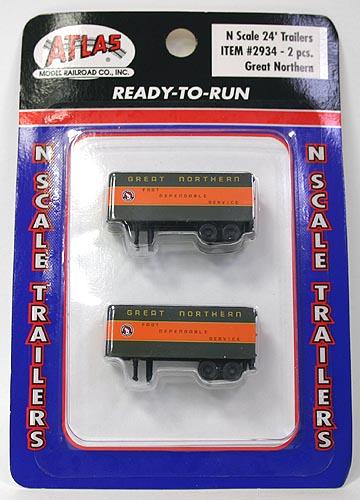 ATLAS
MODEL RAILROAD CO., INC.
N Scale 24' Trailers
ITEM #2934 - 2 pcs.
Great Northern
READY-TO-RUN
N SCALE TRAILERS
N SCALE TRAILERS
GREAT NORTHERN
FAST
DEPENDABLE
SERVICE
GREAT NORTHERN
FAST
DEPENDABLE
SERVICE